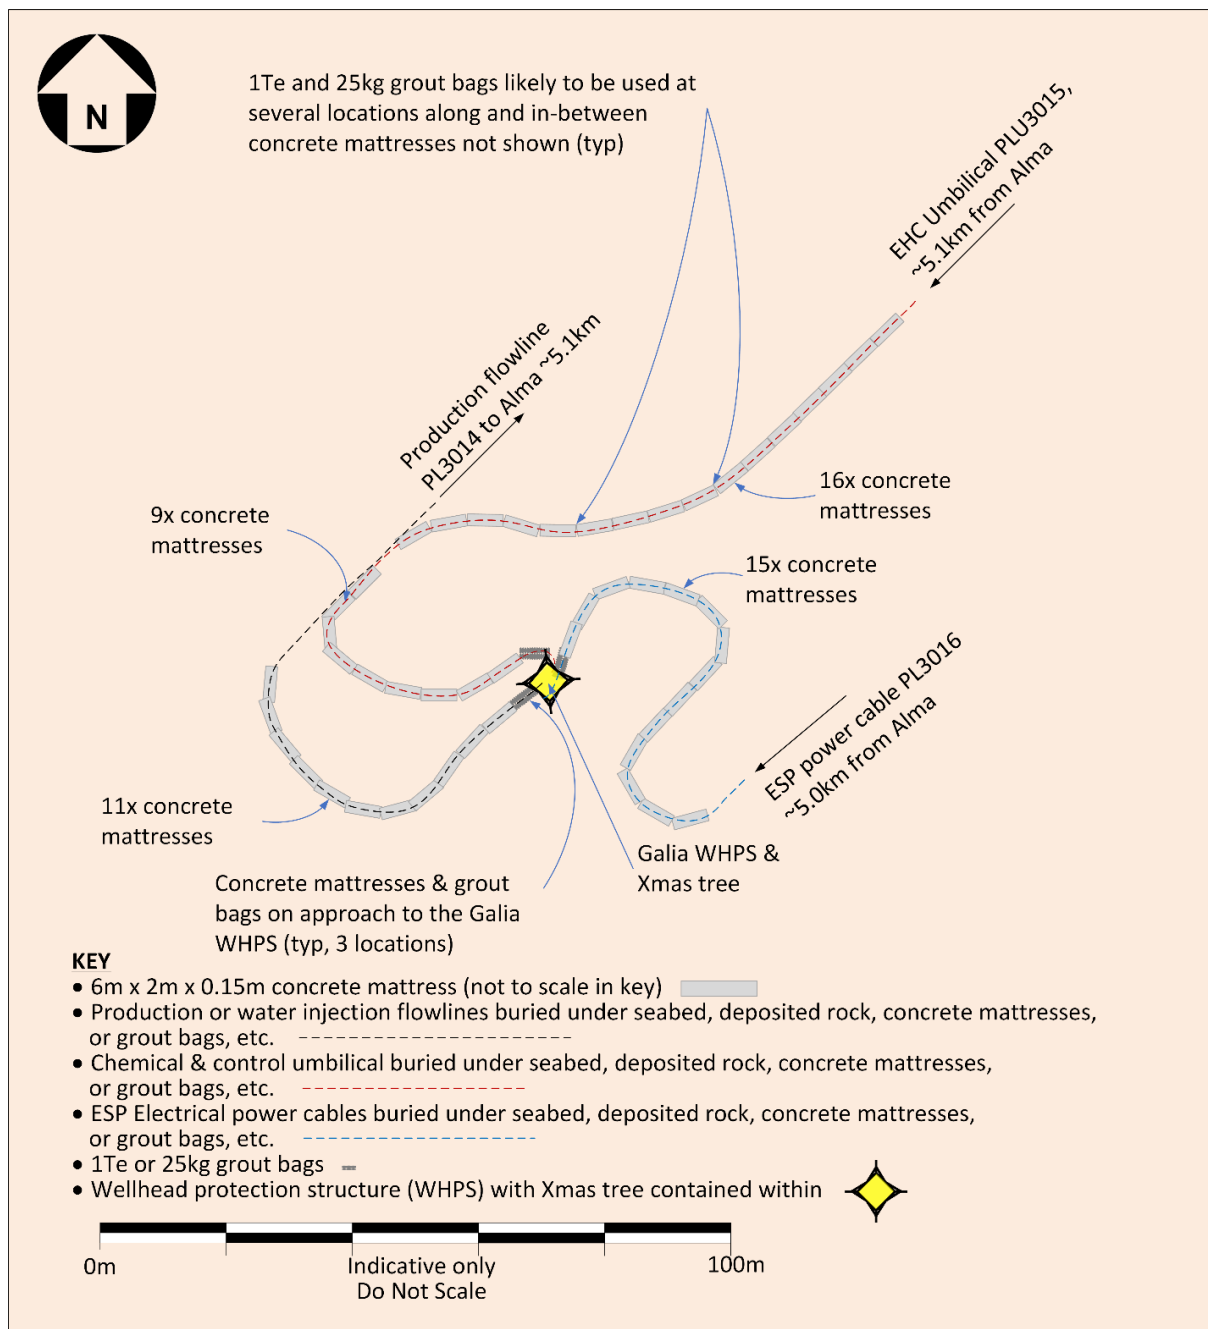 N
1Te and 25kg grout bags likely to be used at
several locations along and in-between
concrete mattresses not shown (typ)
EHC Umbilical PLU3015,
~5.1km from Alma
Production flowline
PL3014 to Alma ~5.1km
16x concrete
mattresses
9x concrete
mattresses
15x concrete
mattresses
ESP power cable PL3016
~5.0km from Alma
11x concrete
mattresses
Galia WHPS &
Xmas tree
Concrete mattresses & grout
bags on approach to the Galia
WHPS (typ, 3 locations)
KEY
• 6m x 2m x 0.15m concrete mattress (not to scale in key)
• Production or water injection flowlines buried under seabed, deposited rock, concrete mattresses,
or grout bags, etc.
• Chemical & control umbilical buried under seabed, deposited rock, concrete mattresses,
or grout bags, etc.
• ESP Electrical power cables buried under seabed, deposited rock, concrete mattresses,
or grout bags, etc.
• 1Te or 25kg grout bags
• Wellhead protection structure (WHPS) with Xmas tree contained within
0m
Indicative only
100m
Do Not Scale